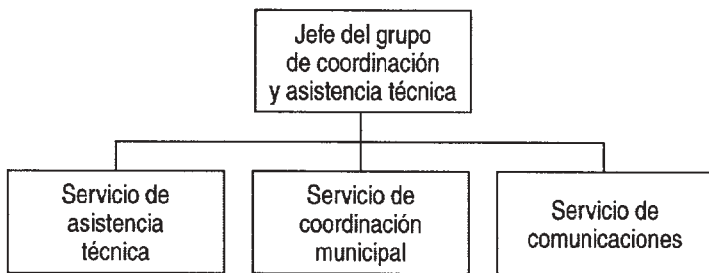 Jefe del grupo
de coordinación
y asistencia técnica
Servicio de
asistencia
técnica
Servicio de
coordinación
municipal
Servicio de
comunicaciones